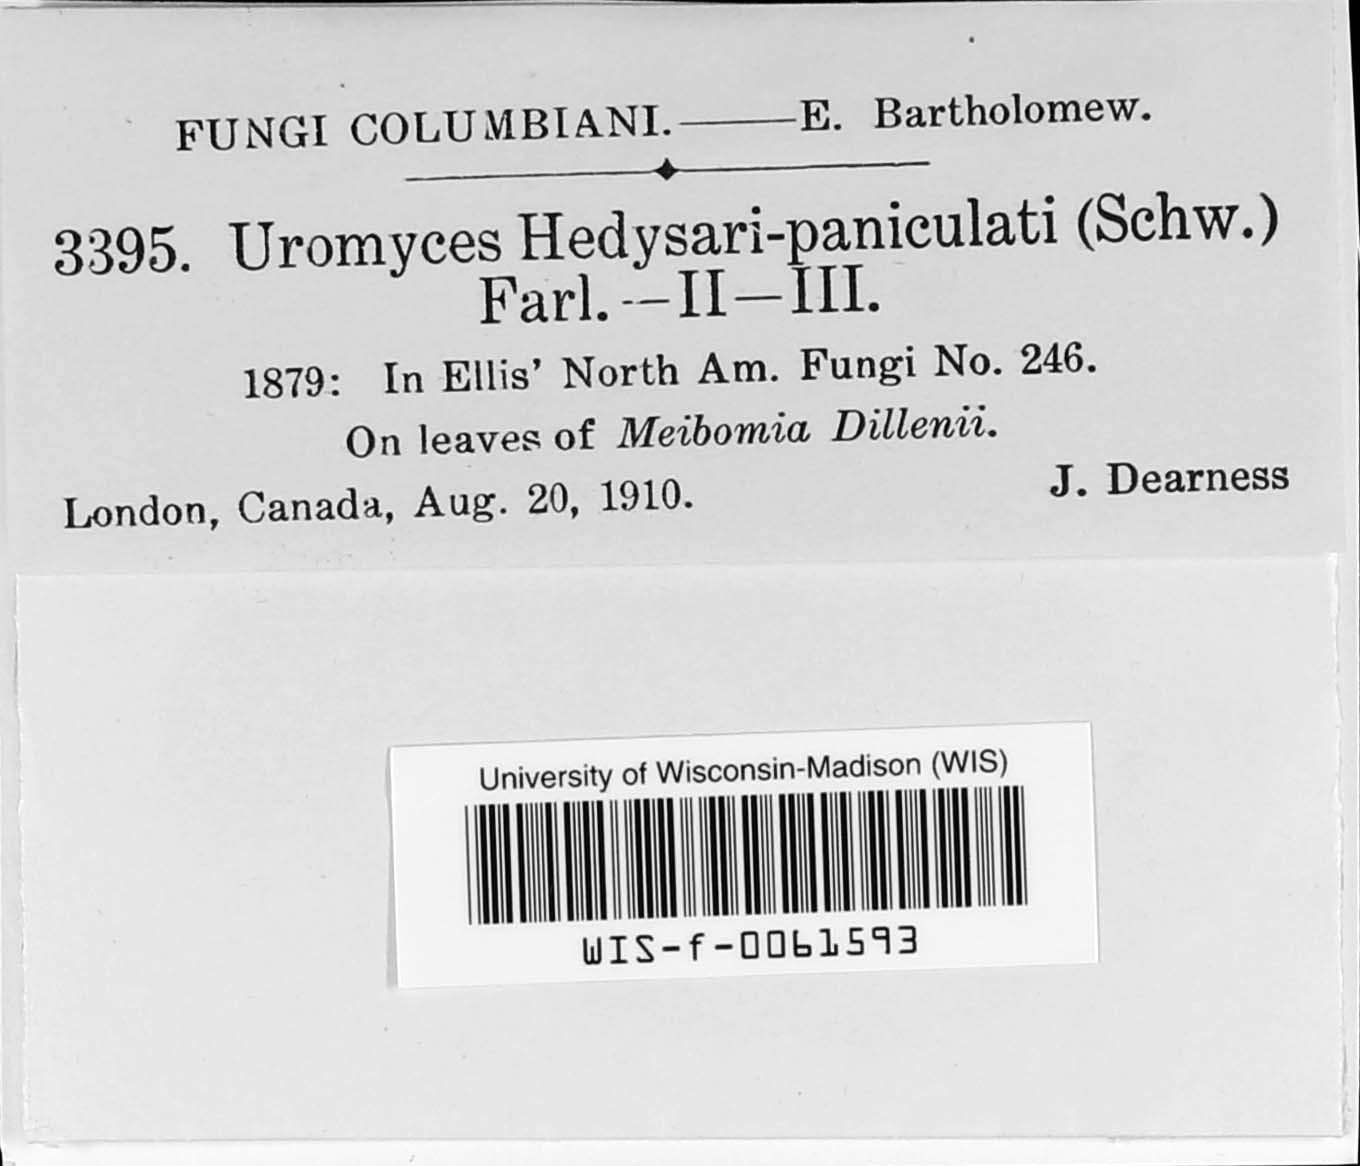 FUNGI COLUMBIANI.——E. Bartholomew.
3395. Uromyces Hedysari-paniculati (Schw.)
Farl.—II—III.
1879: In Ellis' North Am. Fungi No. 246.
On leaves of Meibomia Dillenii.
London, Canada, Aug. 20, 1910. J. Dearness
University of Wisconsin-Madison (WIS)
WIS-f-0061593